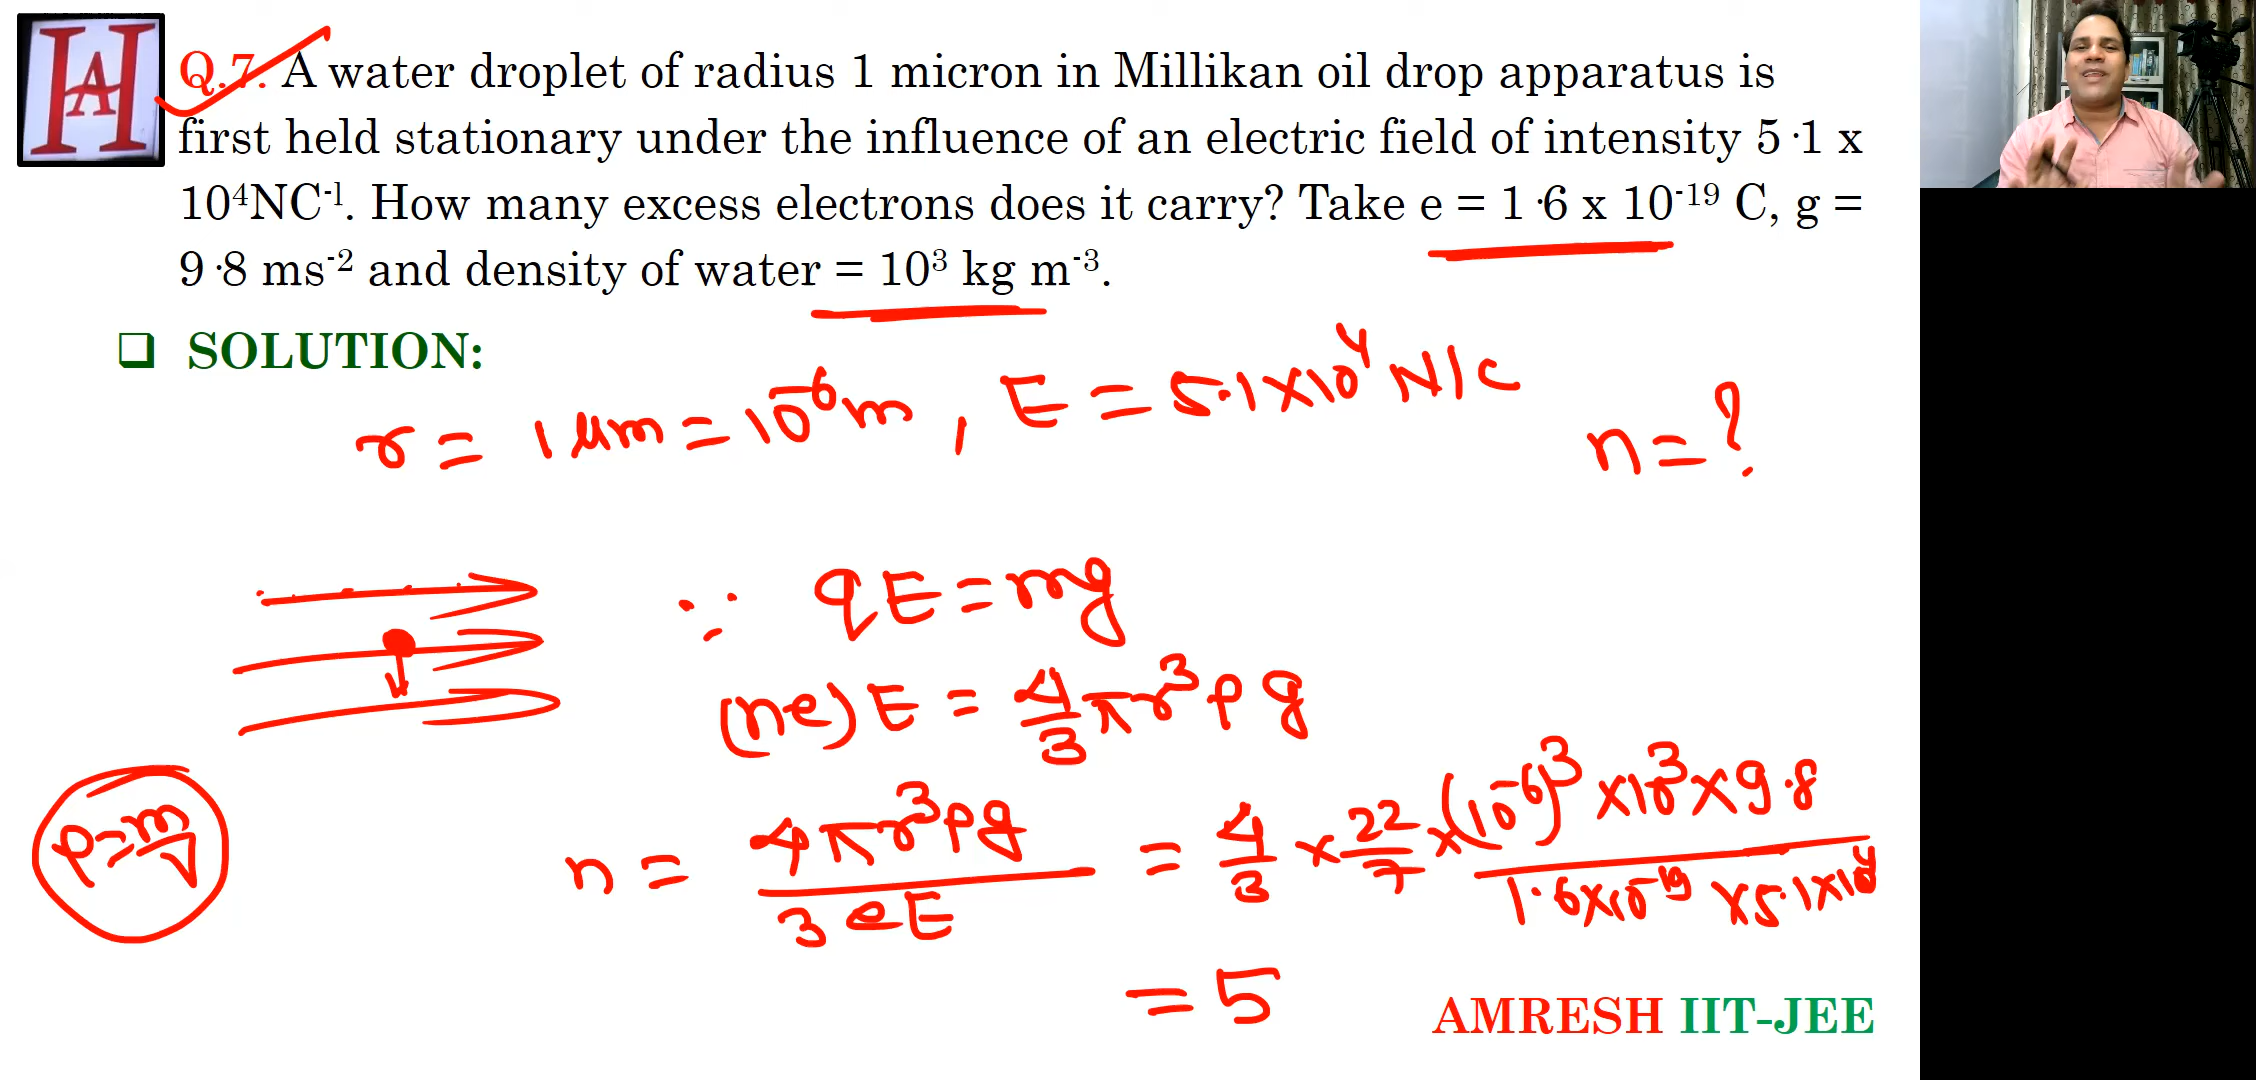 HA
Q.7. A water droplet of radius 1 micron in Millikan oil drop apparatus is
first held stationary under the influence of an electric field of intensity 5·1 x
10⁴NC⁻¹. How many excess electrons does it carry? Take e = 1·6 x 10⁻¹⁹ C, g =
9·8 ms⁻² and density of water = 10³ kg m⁻³.
❑ SOLUTION:
r = 1 μm = 10⁻⁶ m , E = 5.1×10⁴ N/C
n = ?
∵ qE = mg
(ne) E = 4/3 πr³ρg
ρ = m/V
n = 4πr³ρg / 3eE = 4/3 × 22/7 × (10⁻⁶)³ × 10³ × 9.8 / 1.6×10⁻¹⁹ × 5.1×10⁴
= 5
AMRESH IIT-JEE